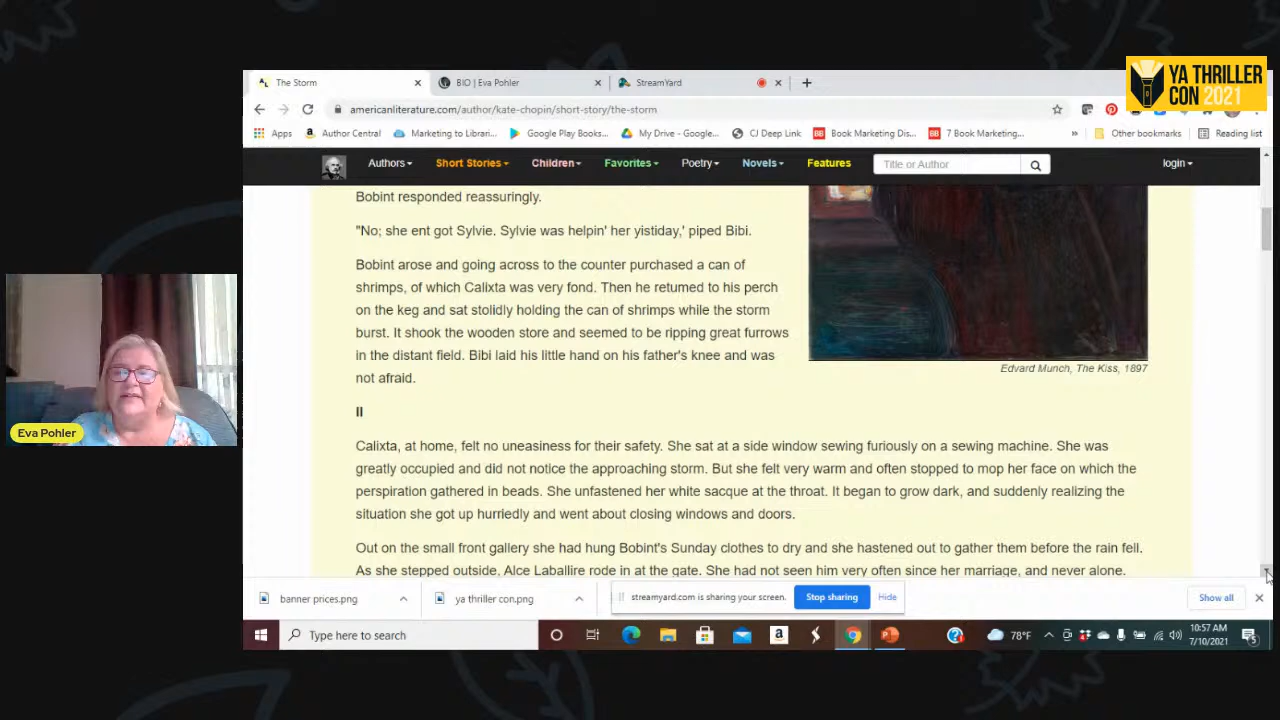 YA THRILLER
CON 2021
The Storm
BIO | Eva Pohler
StreamYard
americanliterature.com/author/kate-chopin/short-story/the-storm
Apps
Author Central
Marketing to Librari...
Google Play Books...
My Drive - Google...
CJ Deep Link
Book Marketing Dis...
7 Book Marketing...
»
Other bookmarks
Reading list
Authors
Short Stories
Children
Favorites
Poetry
Novels
Features
Title or Author
login
Bobint responded reassuringly.
"No; she ent got Sylvie. Sylvie was helpin' her yistiday,' piped Bibi.
Bobint arose and going across to the counter purchased a can of
shrimps, of which Calixta was very fond. Then he returned to his perch
on the keg and sat stolidly holding the can of shrimps while the storm
burst. It shook the wooden store and seemed to be ripping great furrows
in the distant field. Bibi laid his little hand on his father's knee and was
not afraid.
Edvard Munch, The Kiss, 1897
II
Calixta, at home, felt no uneasiness for their safety. She sat at a side window sewing furiously on a sewing machine. She was
greatly occupied and did not notice the approaching storm. But she felt very warm and often stopped to mop her face on which the
perspiration gathered in beads. She unfastened her white sacque at the throat. It began to grow dark, and suddenly realizing the
situation she got up hurriedly and went about closing windows and doors.
Out on the small front gallery she had hung Bobint's Sunday clothes to dry and she hastened out to gather them before the rain fell.
As she stepped outside, Alce Laballire rode in at the gate. She had not seen him very often since her marriage, and never alone.
Eva Pohler
banner prices.png
ya thriller con.png
streamyard.com is sharing your screen.
Stop sharing
Hide
Show all
Type here to search
78°F
10:57 AM
7/10/2021
5